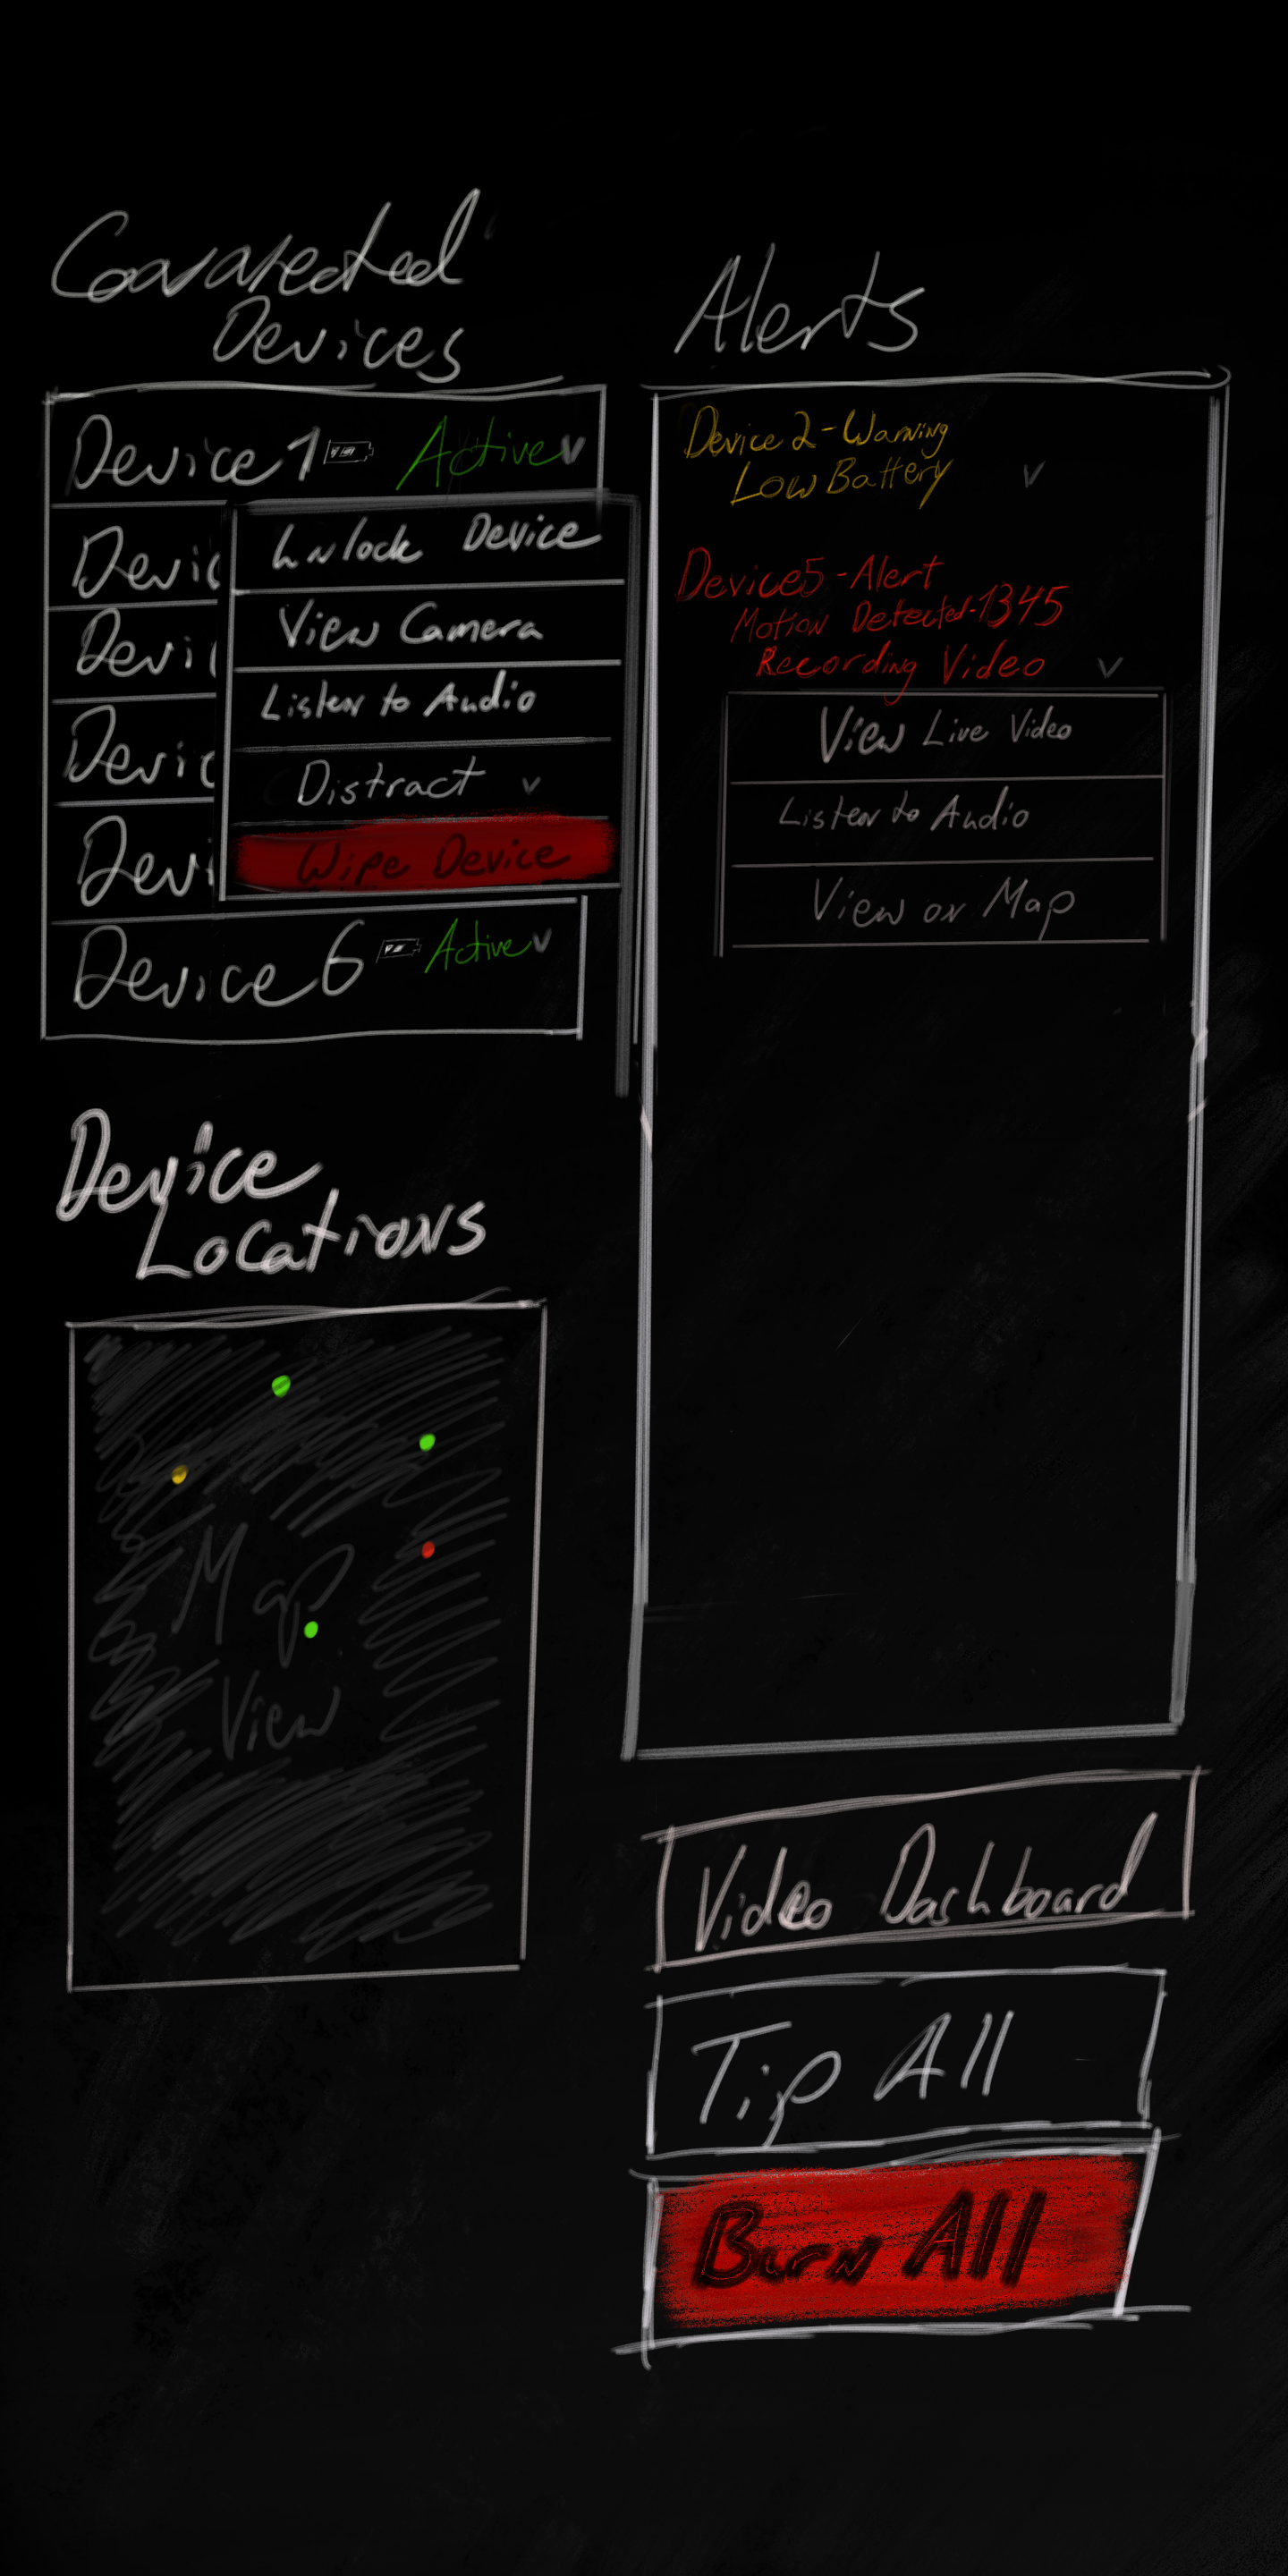 Connected
Devices
Device 1 Active v
Devic
Unlock Device
Devi
View Camera
Devic
Listen to Audio
Distract v
Devi
Wipe Device
Device 6 Active v
Alerts
Device 2 - Warning
Low Battery v
Device5 - Alert
Motion Detected - 1345
Recording Video v
View Live Video
Listen to Audio
View on Map
Device
Locations
Map
View
Video Dashboard
Tip All
Burn All